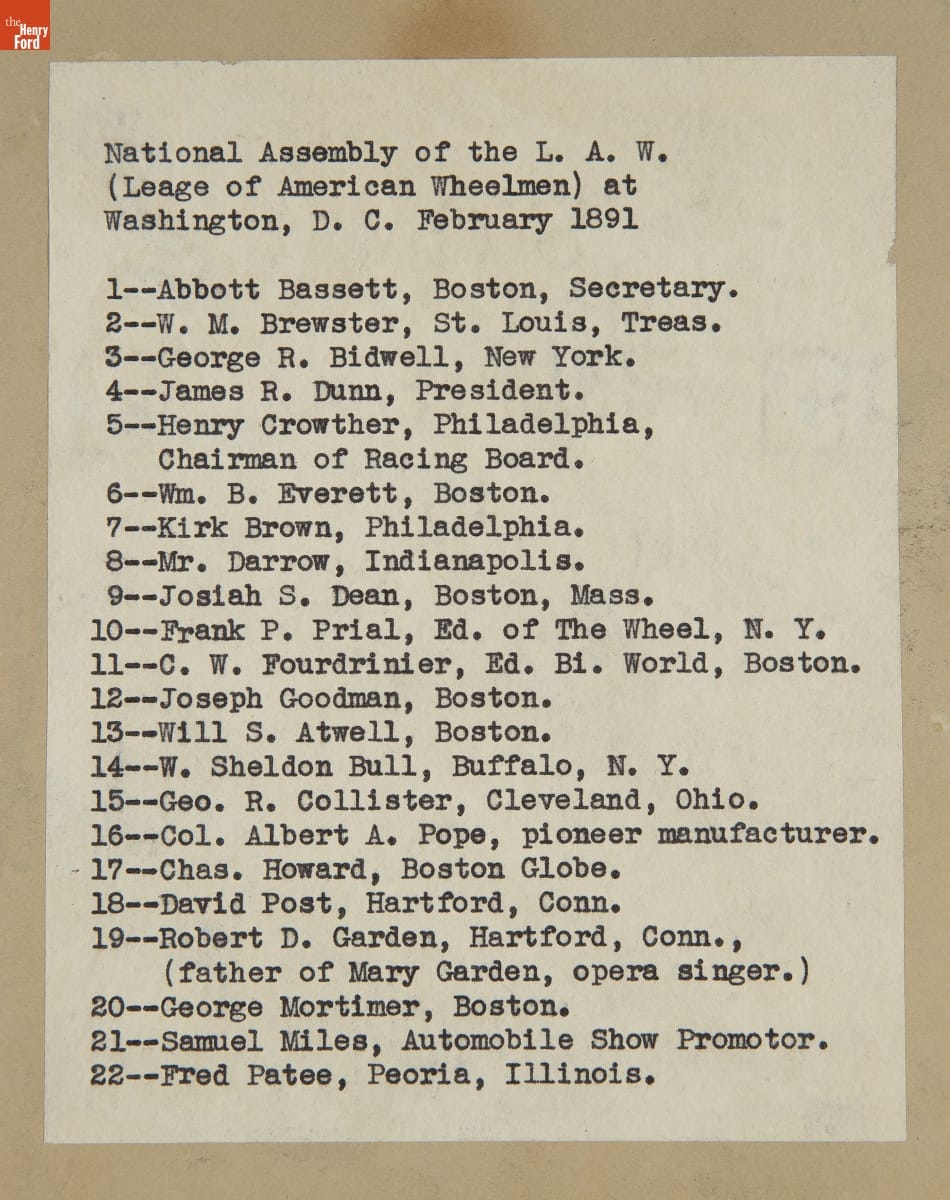 the
Henry
Ford
National Assembly of the L. A. W.
(Leage of American Wheelmen) at
Washington, D. C. February 1891
1--Abbott Bassett, Boston, Secretary.
2--W. M. Brewster, St. Louis, Treas.
3--George R. Bidwell, New York.
4--James R. Dunn, President.
5--Henry Crowther, Philadelphia,
Chairman of Racing Board.
6--Wm. B. Everett, Boston.
7--Kirk Brown, Philadelphia.
8--Mr. Darrow, Indianapolis.
9--Josiah S. Dean, Boston, Mass.
10--Frank P. Prial, Ed. of The Wheel, N. Y.
11--C. W. Fourdrinier, Ed. Bi. World, Boston.
12--Joseph Goodman, Boston.
13--Will S. Atwell, Boston.
14--W. Sheldon Bull, Buffalo, N. Y.
15--Geo. R. Collister, Cleveland, Ohio.
16--Col. Albert A. Pope, pioneer manufacturer.
17--Chas. Howard, Boston Globe.
18--David Post, Hartford, Conn.
19--Robert D. Garden, Hartford, Conn.,
(father of Mary Garden, opera singer.)
20--George Mortimer, Boston.
21--Samuel Miles, Automobile Show Promotor.
22--Fred Patee, Peoria, Illinois.